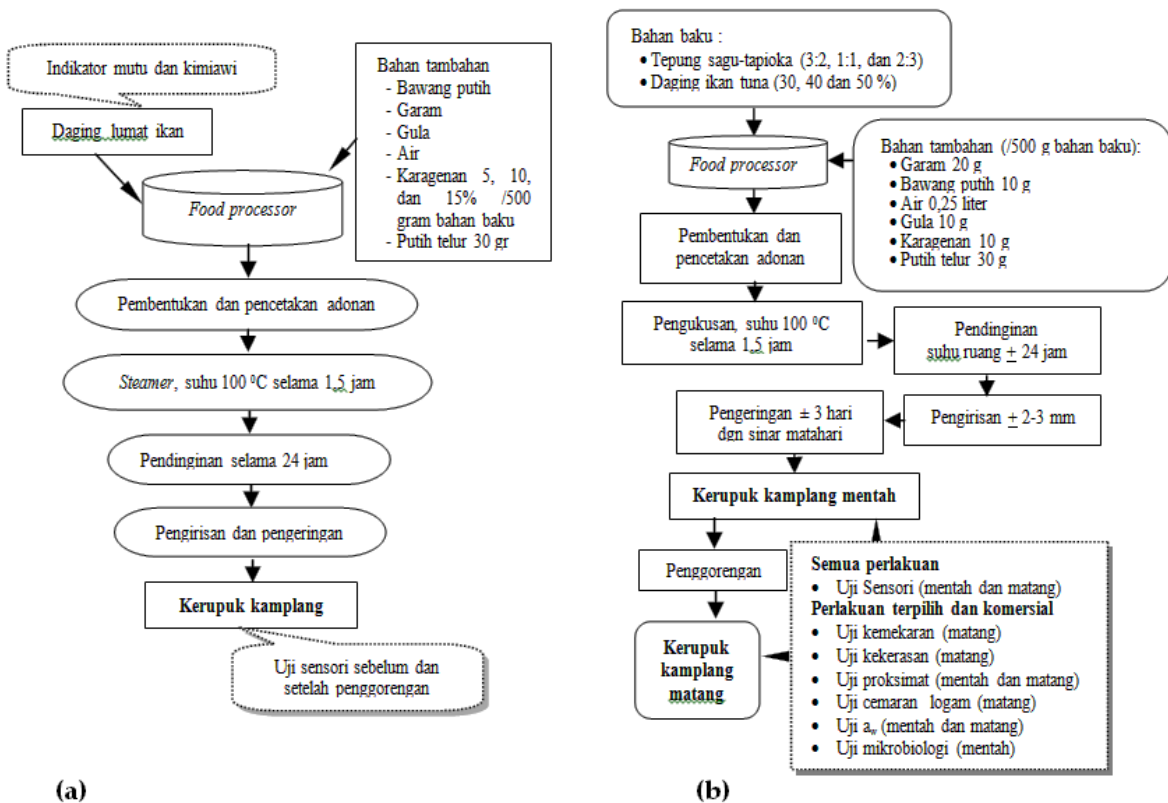 Indikator mutu dan kimiawi
Daging lumat ikan
Bahan tambahan
- Bawang putih
- Garam
- Gula
- Air
- Karagenan 5, 10,
dan 15% /500
gram bahan baku
- Putih telur 30 gr
Food processor
Pembentukan dan pencetakan adonan
Steamer, suhu 100 ⁰C selama 1,5 jam
Pendinginan selama 24 jam
Pengirisan dan pengeringan
Kerupuk kamplang
Uji sensori sebelum dan
setelah penggorengan
(a)
Bahan baku :
• Tepung sagu-tapioka (3:2, 1:1, dan 2:3)
• Daging ikan tuna (30, 40 dan 50 %)
Food processor
Bahan tambahan (/500 g bahan baku):
• Garam 20 g
• Bawang putih 10 g
• Air 0,25 liter
• Gula 10 g
• Karagenan 10 g
• Putih telur 30 g
Pembentukan dan
pencetakan adonan
Pengukusan, suhu 100 ⁰C
selama 1,5 jam
Pendinginan
suhu ruang ± 24 jam
Pengirisan ± 2-3 mm
Pengeringan ± 3 hari
dgn sinar matahari
Kerupuk kamplang mentah
Penggorengan
Kerupuk
kamplang
matang
Semua perlakuan
• Uji Sensori (mentah dan matang)
Perlakuan terpilih dan komersial
• Uji kemekaran (matang)
• Uji kekerasan (matang)
• Uji proksimat (mentah dan matang)
• Uji cemaran logam (matang)
• Uji aw (mentah dan matang)
• Uji mikrobiologi (mentah)
(b)